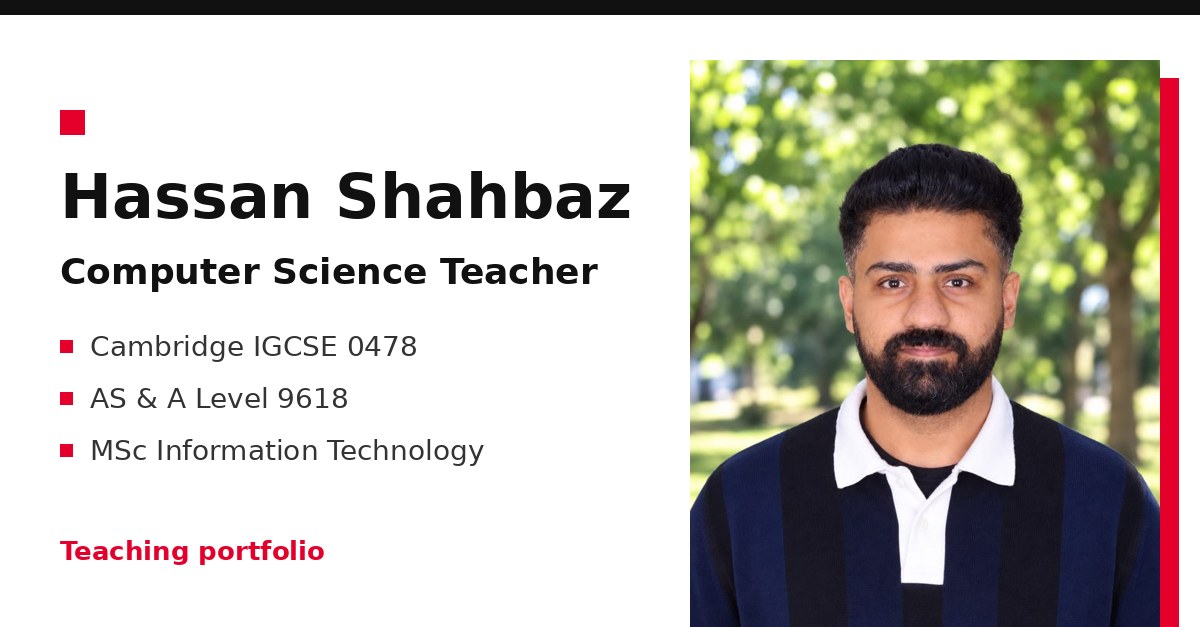 Hassan Shahbaz
Computer Science Teacher
Cambridge IGCSE 0478
AS & A Level 9618
MSc Information Technology
Teaching portfolio